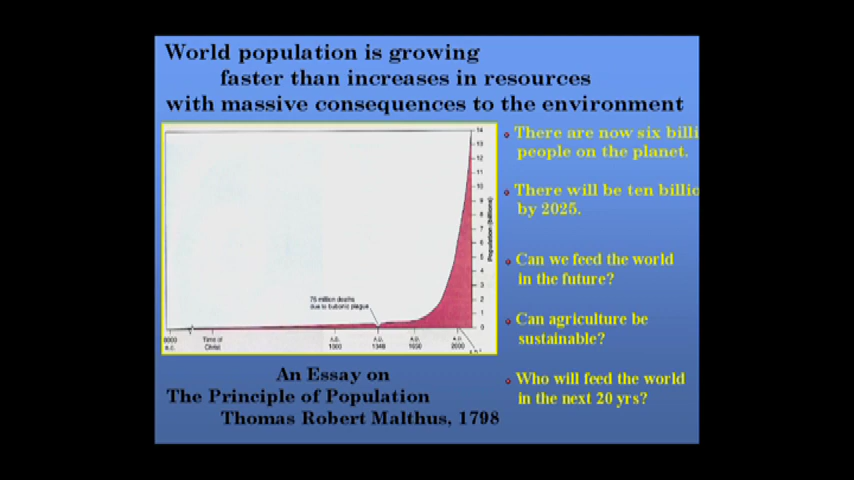 World population is growing
faster than increases in resources
with massive consequences to the environment
There are now six billi
people on the planet.
There will be ten billio
by 2025.
Can we feed the world
in the future?
Can agriculture be
sustainable?
Who will feed the world
in the next 20 yrs?
14
13
12
11
10
9
8
7
6
5
4
3
2
1
0
Population (billions)
75 million deaths
due to bubonic plague
8000
B.C.
Time of
Christ
A.D.
1000
A.D.
1348
A.D.
1650
A.D.
2000
An Essay on
The Principle of Population
Thomas Robert Malthus, 1798